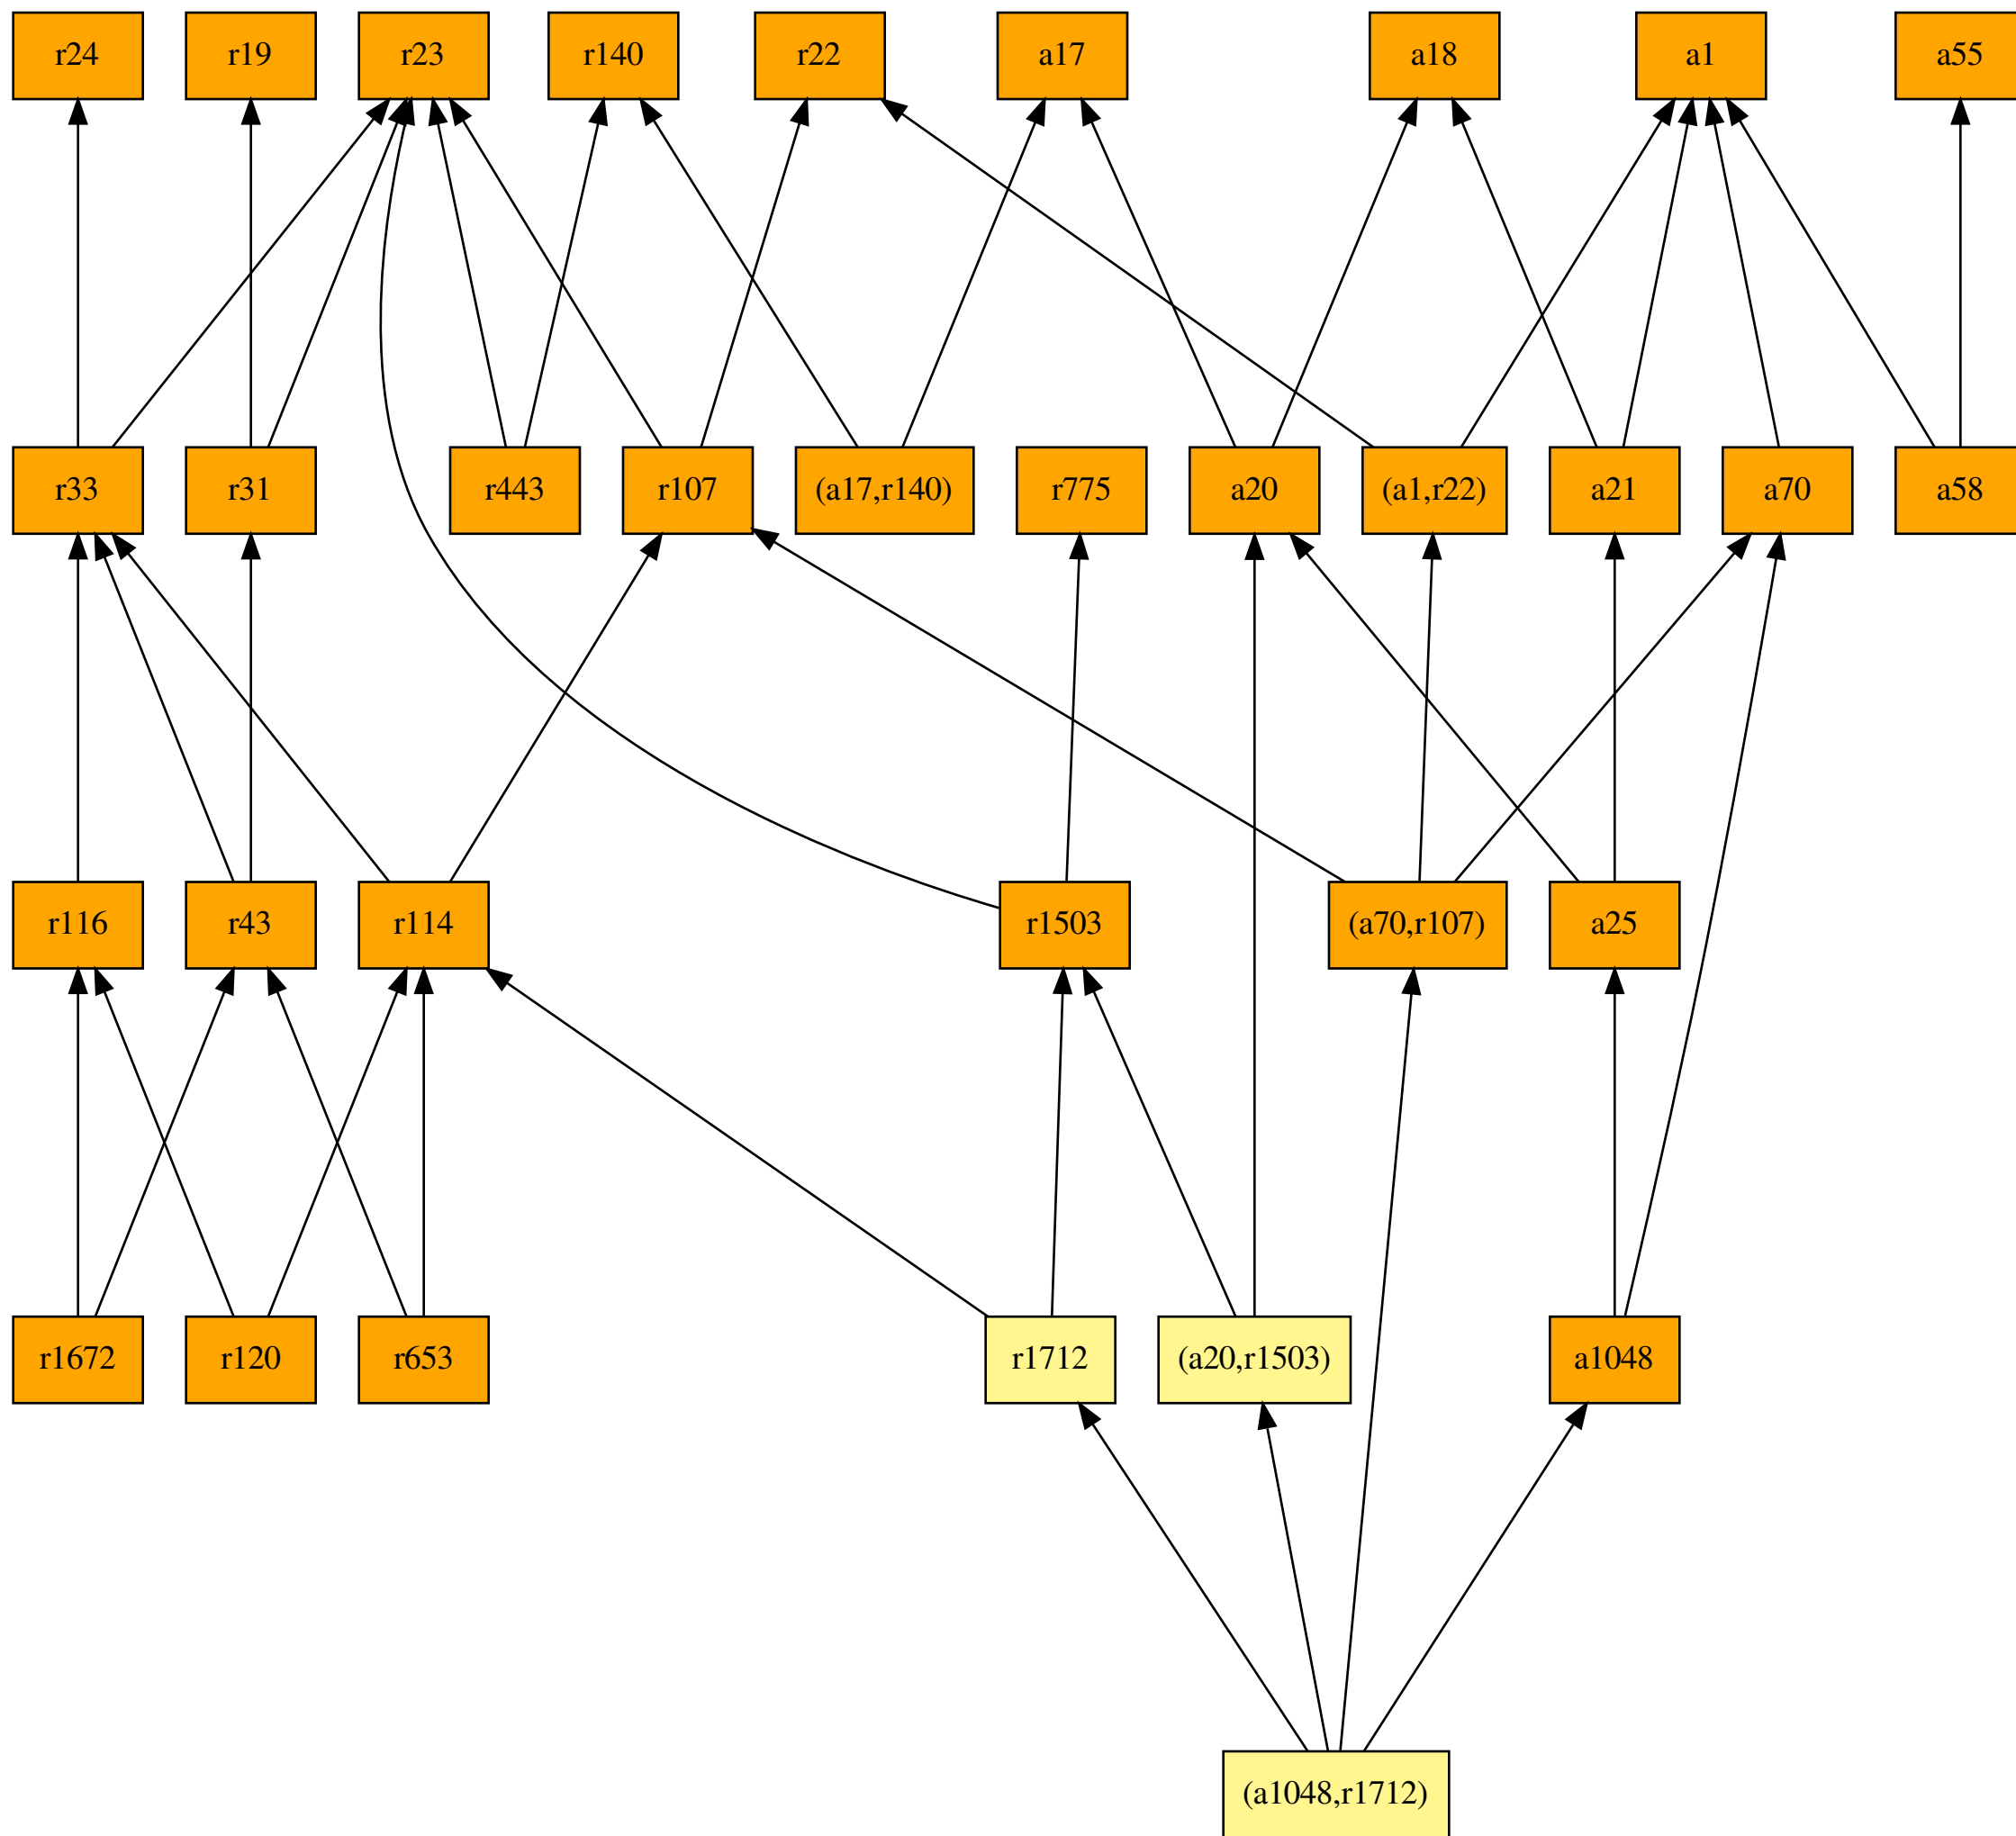 r24
r19
r23
r140
r22
a17
a18
a1
a55
r33
r31
r443
r107
(a17,r140)
r775
a20
(a1,r22)
a21
a70
a58
r116
r43
r114
r1503
(a70,r107)
a25
r1672
r120
r653
r1712
(a20,r1503)
a1048
(a1048,r1712)